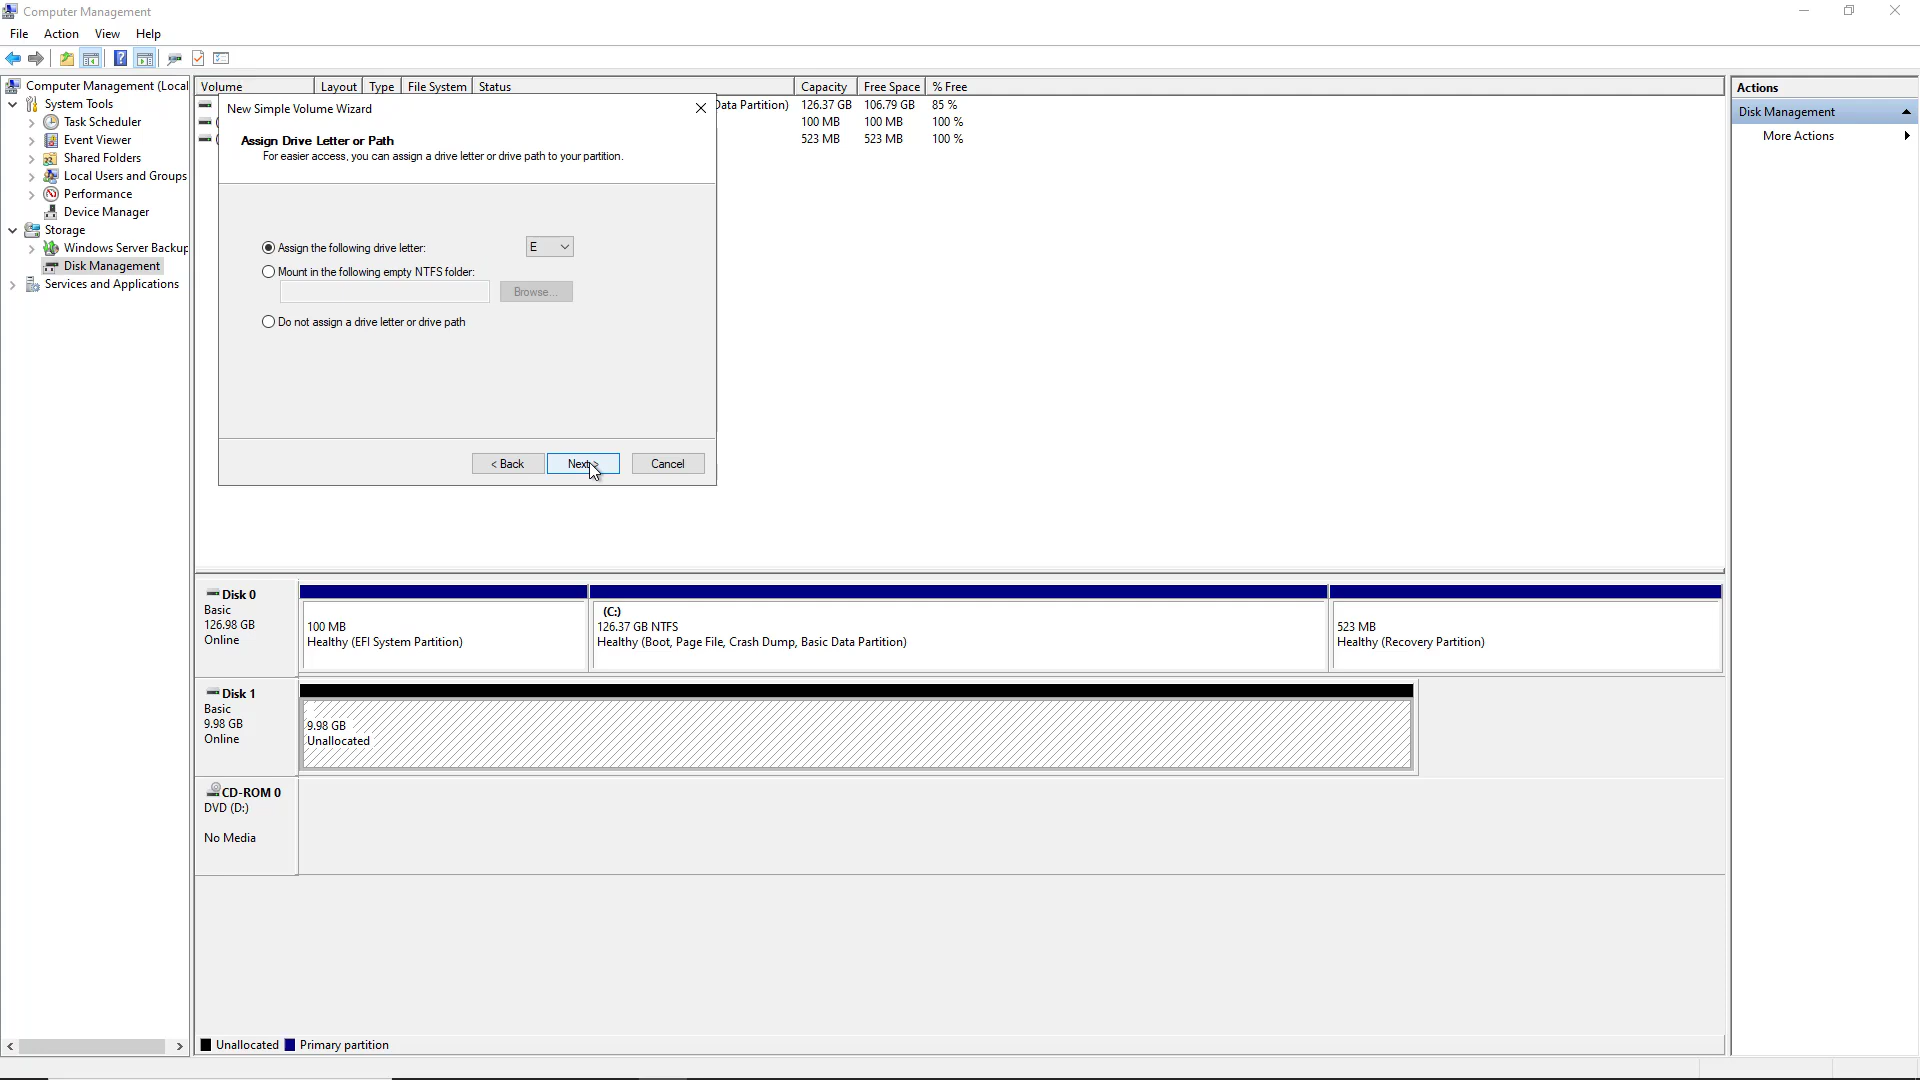 Computer Management
File Action View Help
Computer Management (Local
System Tools
Task Scheduler
Event Viewer
Shared Folders
Local Users and Groups
Performance
Device Manager
Storage
Windows Server Backup
Disk Management
Services and Applications
Volume Layout Type File System Status Capacity Free Space % Free
Data Partition) 126.37 GB 106.79 GB 85 %
100 MB 100 MB 100 %
523 MB 523 MB 100 %
New Simple Volume Wizard
Assign Drive Letter or Path
For easier access, you can assign a drive letter or drive path to your partition.
Assign the following drive letter: E
Mount in the following empty NTFS folder:
Browse...
Do not assign a drive letter or drive path
< Back Next > Cancel
Disk 0
Basic
126.98 GB
Online
100 MB
Healthy (EFI System Partition)
(C:)
126.37 GB NTFS
Healthy (Boot, Page File, Crash Dump, Basic Data Partition)
523 MB
Healthy (Recovery Partition)
Disk 1
Basic
9.98 GB
Online
9.98 GB
Unallocated
CD-ROM 0
DVD (D:)
No Media
Unallocated Primary partition
Actions
Disk Management
More Actions